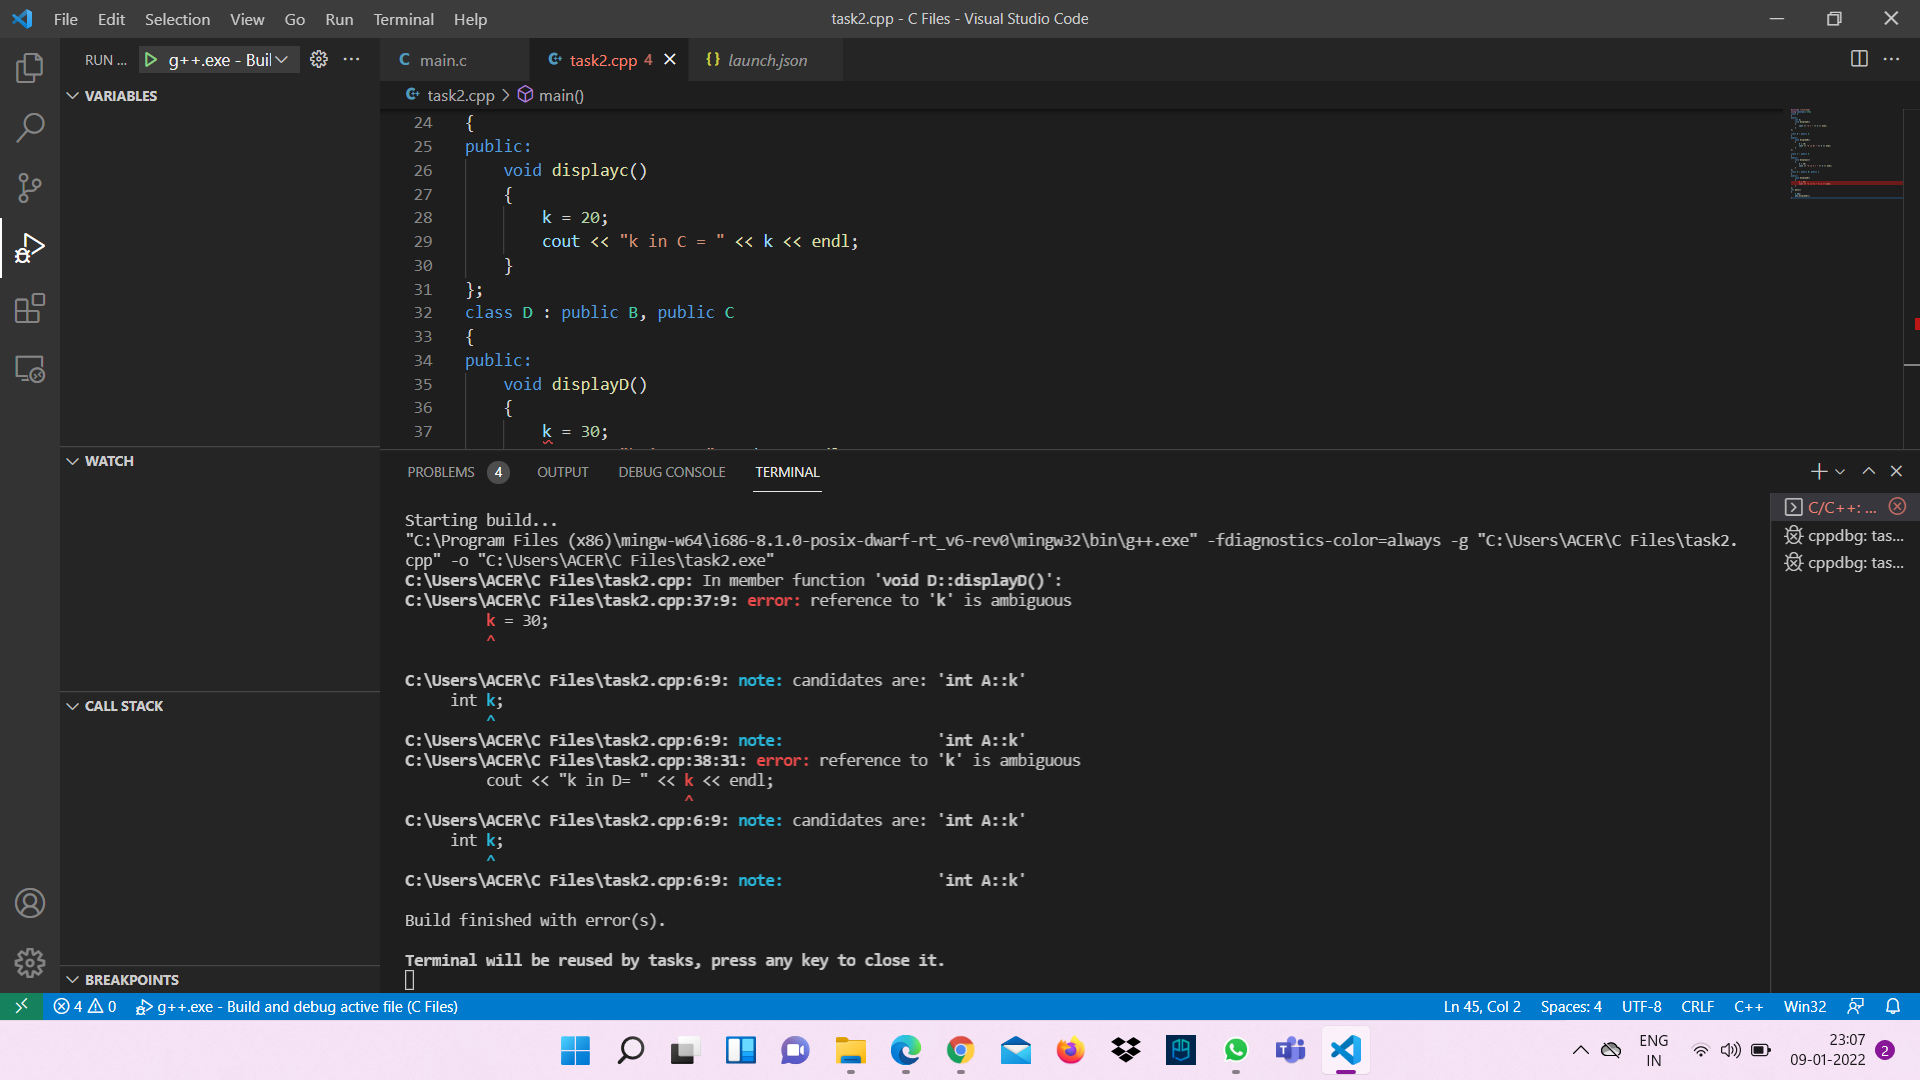 File Edit Selection View Go Run Terminal Help
task2.cpp - C Files - Visual Studio Code
RUN ... g++.exe - Buil
main.c
task2.cpp 4
launch.json
task2.cpp > main()
VARIABLES
24 {
25 public:
26 void displayc()
27 {
28 k = 20;
29 cout << "k in C = " << k << endl;
30 }
31 };
32 class D : public B, public C
33 {
34 public:
35 void displayD()
36 {
37 k = 30;
WATCH
CALL STACK
BREAKPOINTS
PROBLEMS 4 OUTPUT DEBUG CONSOLE TERMINAL
C/C++: ...
cppdbg: tas...
cppdbg: tas...
Starting build...
"C:\Program Files (x86)\mingw-w64\i686-8.1.0-posix-dwarf-rt_v6-rev0\mingw32\bin\g++.exe" -fdiagnostics-color=always -g "C:\Users\ACER\C Files\task2.
cpp" -o "C:\Users\ACER\C Files\task2.exe"
C:\Users\ACER\C Files\task2.cpp: In member function 'void D::displayD()':
C:\Users\ACER\C Files\task2.cpp:37:9: error: reference to 'k' is ambiguous
k = 30;
^
C:\Users\ACER\C Files\task2.cpp:6:9: note: candidates are: 'int A::k'
int k;
^
C:\Users\ACER\C Files\task2.cpp:6:9: note: 'int A::k'
C:\Users\ACER\C Files\task2.cpp:38:31: error: reference to 'k' is ambiguous
cout << "k in D= " << k << endl;
^
C:\Users\ACER\C Files\task2.cpp:6:9: note: candidates are: 'int A::k'
int k;
^
C:\Users\ACER\C Files\task2.cpp:6:9: note: 'int A::k'
Build finished with error(s).
Terminal will be reused by tasks, press any key to close it.
4 0 g++.exe - Build and debug active file (C Files)
Ln 45, Col 2 Spaces: 4 UTF-8 CRLF C++ Win32
ENG
IN
23:07
09-01-2022
2